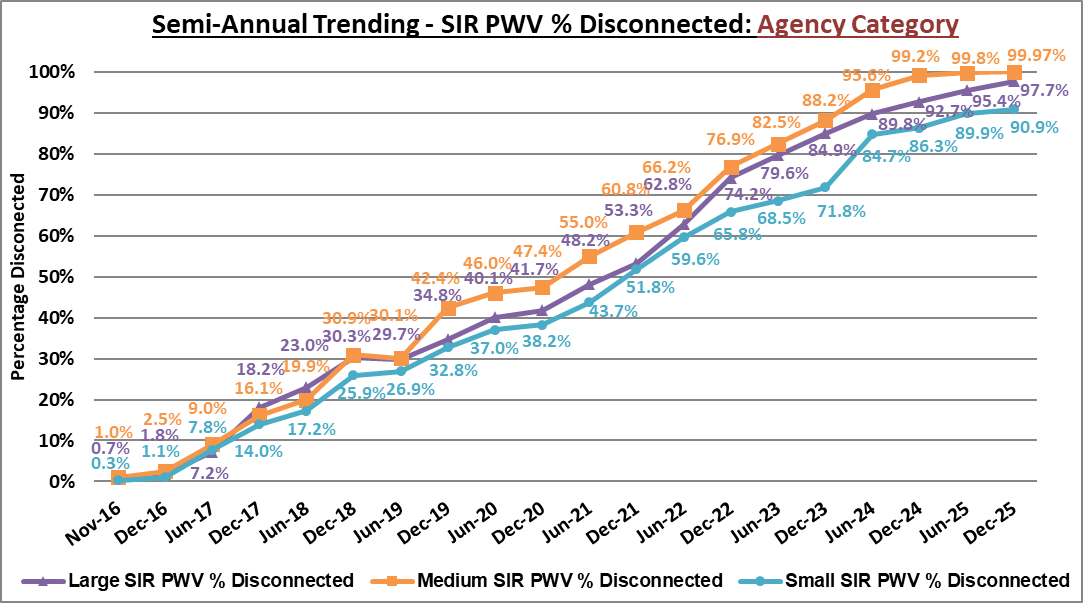 Semi-Annual Trending - SIR PWV % Disconnected: Agency Category
Percentage Disconected
100%
90%
80%
70%
60%
50%
40%
30%
20%
10%
0%
1.0%
2.5%
9.0%
16.1%
19.9%
30.9%
30.1%
42.4%
46.0%
47.4%
55.0%
60.8%
66.2%
76.9%
82.5%
88.2%
95.6%
99.2%
99.8%
99.97%
0.7%
1.8%
7.2%
18.2%
23.0%
30.3%
29.7%
34.8%
40.1%
41.7%
48.2%
53.3%
62.8%
74.2%
79.6%
84.9%
89.8%
92.7%
95.4%
97.7%
0.3%
1.1%
7.8%
14.0%
17.2%
25.9%
26.9%
32.8%
37.0%
38.2%
43.7%
51.8%
59.6%
65.8%
68.5%
71.8%
84.7%
86.3%
89.9%
90.9%
Nov-16
Dec-16
Jun-17
Dec-17
Jun-18
Dec-18
Jun-19
Dec-19
Jun-20
Dec-20
Jun-21
Dec-21
Jun-22
Dec-22
Jun-23
Dec-23
Jun-24
Dec-24
Jun-25
Dec-25
Large SIR PWV % Disconnected
Medium SIR PWV % Disconnected
Small SIR PWV % Disconnected